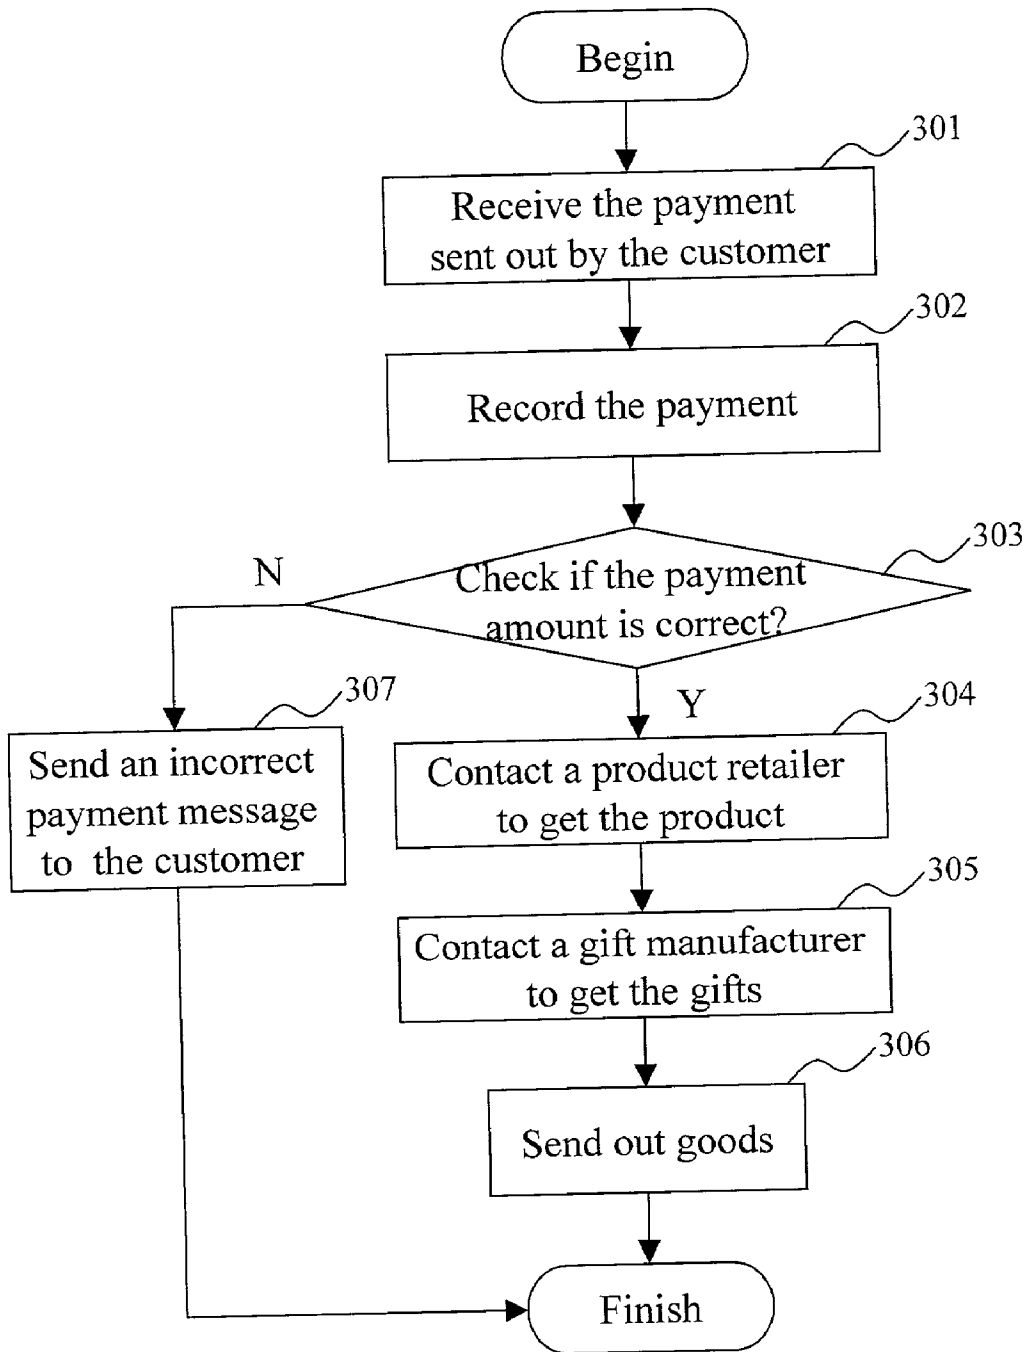 Begin
301
Receive the payment
sent out by the customer
302
Record the payment
303
N
Check if the payment
amount is correct?
Y
307
304
Send an incorrect
payment message
to the customer
Contact a product retailer
to get the product
305
Contact a gift manufacturer
to get the gifts
306
Send out goods
Finish